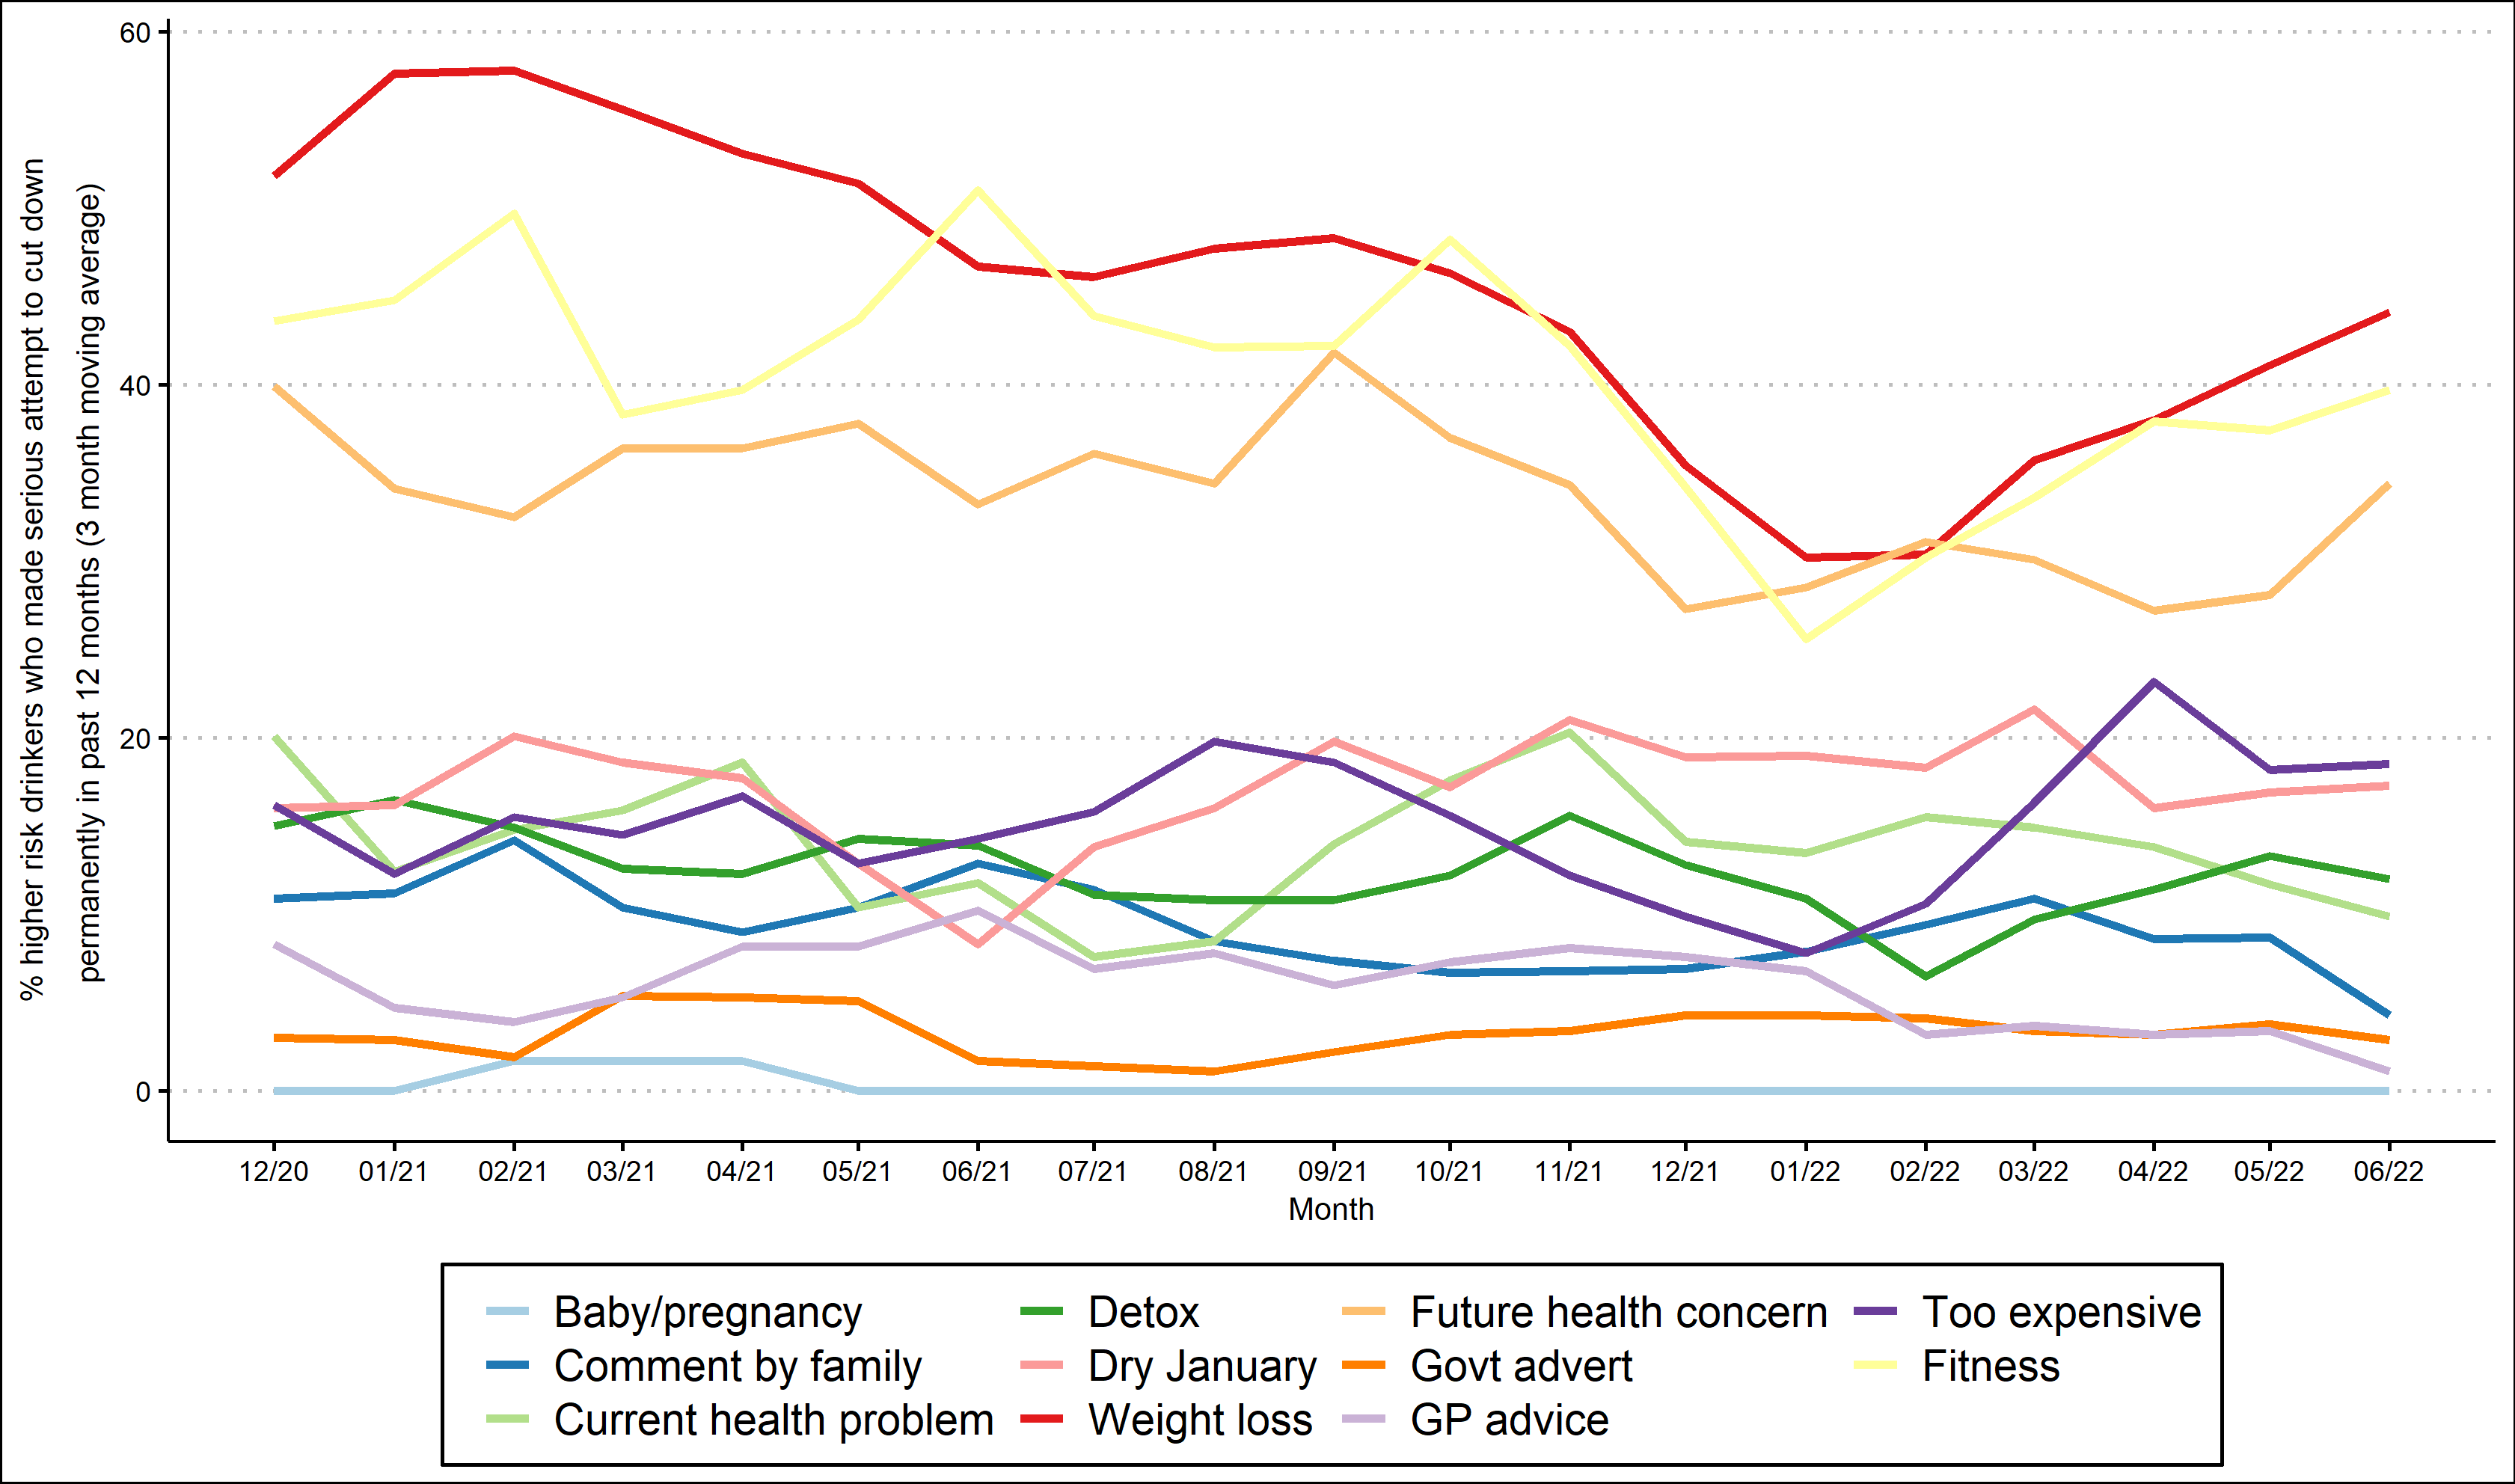 % higher risk drinkers who made serious attempt to cut down
permanently in past 12 months (3 month moving average)
60
40
20
0
12/20 01/21 02/21 03/21 04/21 05/21 06/21 07/21 08/21 09/21 10/21 11/21 12/21 01/22 02/22 03/22 04/22 05/22 06/22
Month
Baby/pregnancy Detox Future health concern Too expensive
Comment by family Dry January Govt advert Fitness
Current health problem Weight loss GP advice